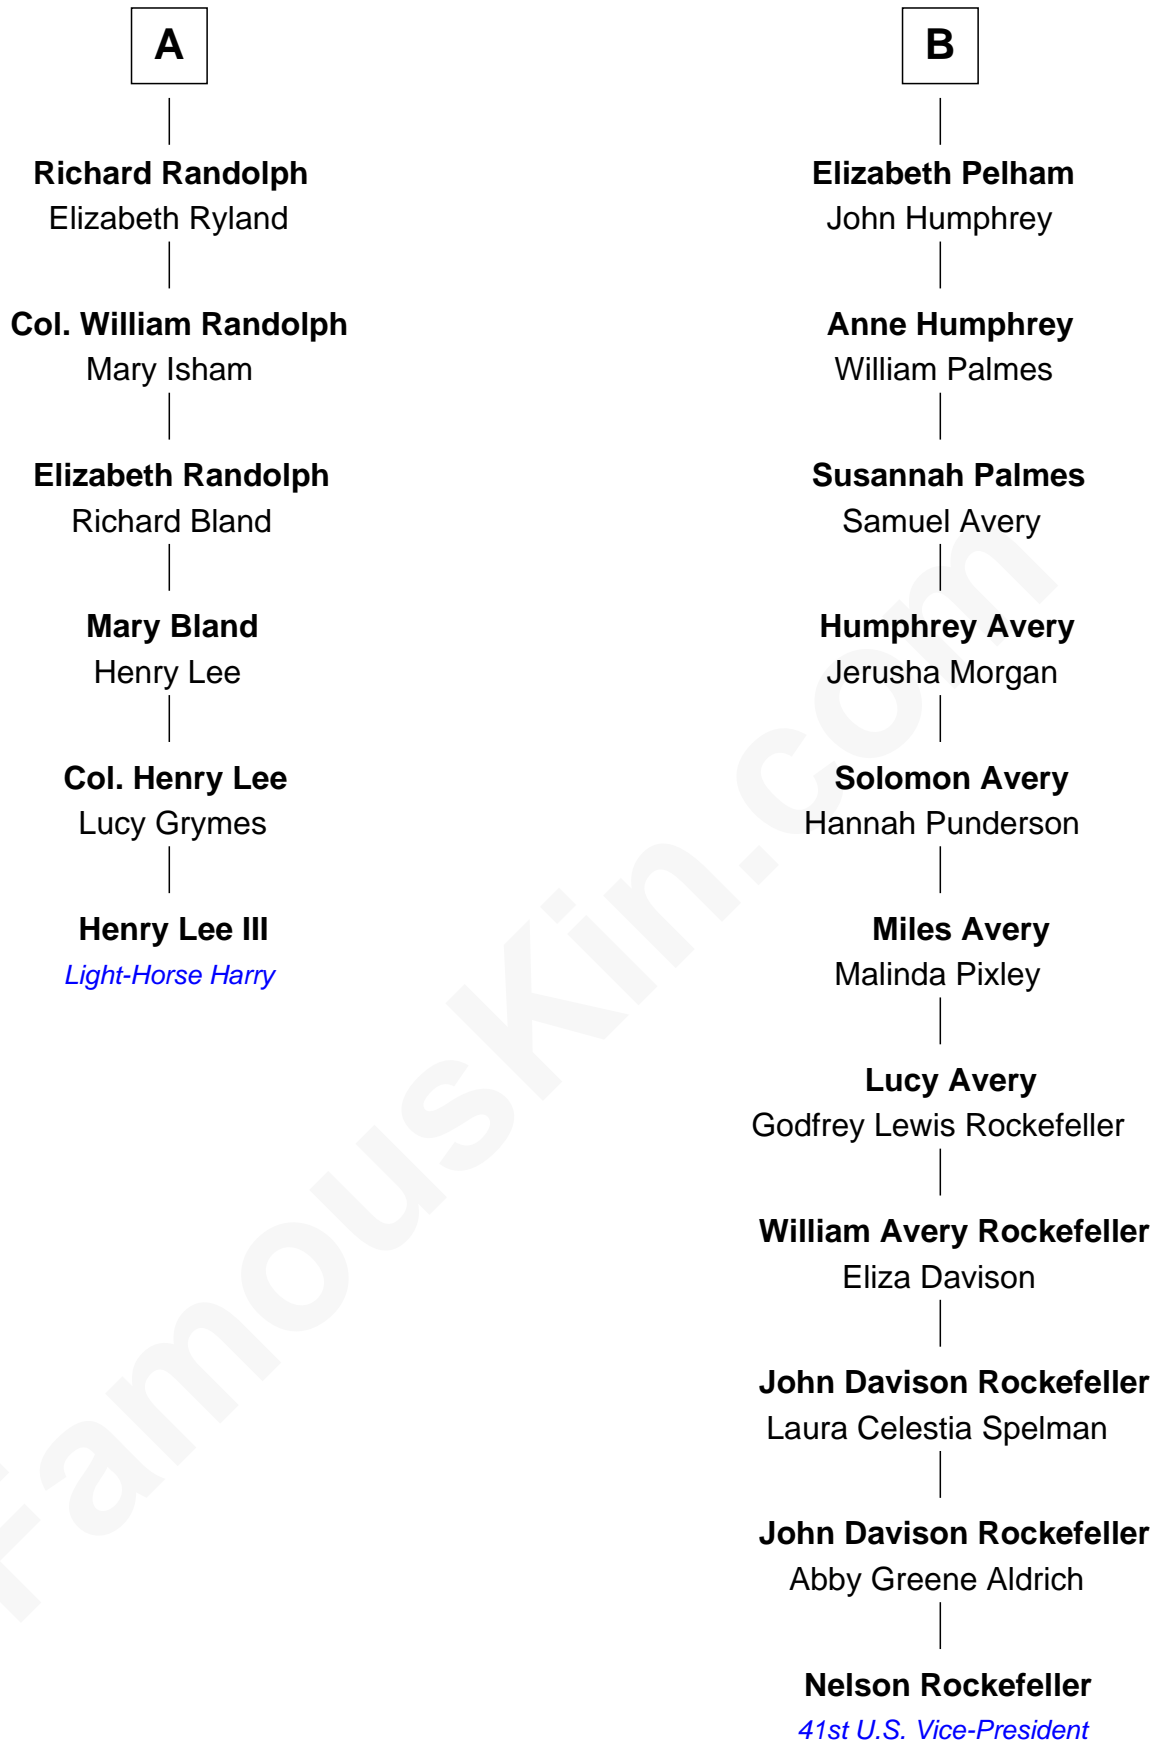 A
Richard Randolph
Elizabeth Ryland
Col. William Randolph
Mary Isham
Elizabeth Randolph
Richard Bland
Mary Bland
Henry Lee
Col. Henry Lee
Lucy Grymes
Henry Lee III
Light-Horse Harry
B
Elizabeth Pelham
John Humphrey
Anne Humphrey
William Palmes
Susannah Palmes
Samuel Avery
Humphrey Avery
Jerusha Morgan
Solomon Avery
Hannah Punderson
Miles Avery
Malinda Pixley
Lucy Avery
Godfrey Lewis Rockefeller
William Avery Rockefeller
Eliza Davison
John Davison Rockefeller
Laura Celestia Spelman
John Davison Rockefeller
Abby Greene Aldrich
Nelson Rockefeller
41st U.S. Vice-President
FamousKin.com